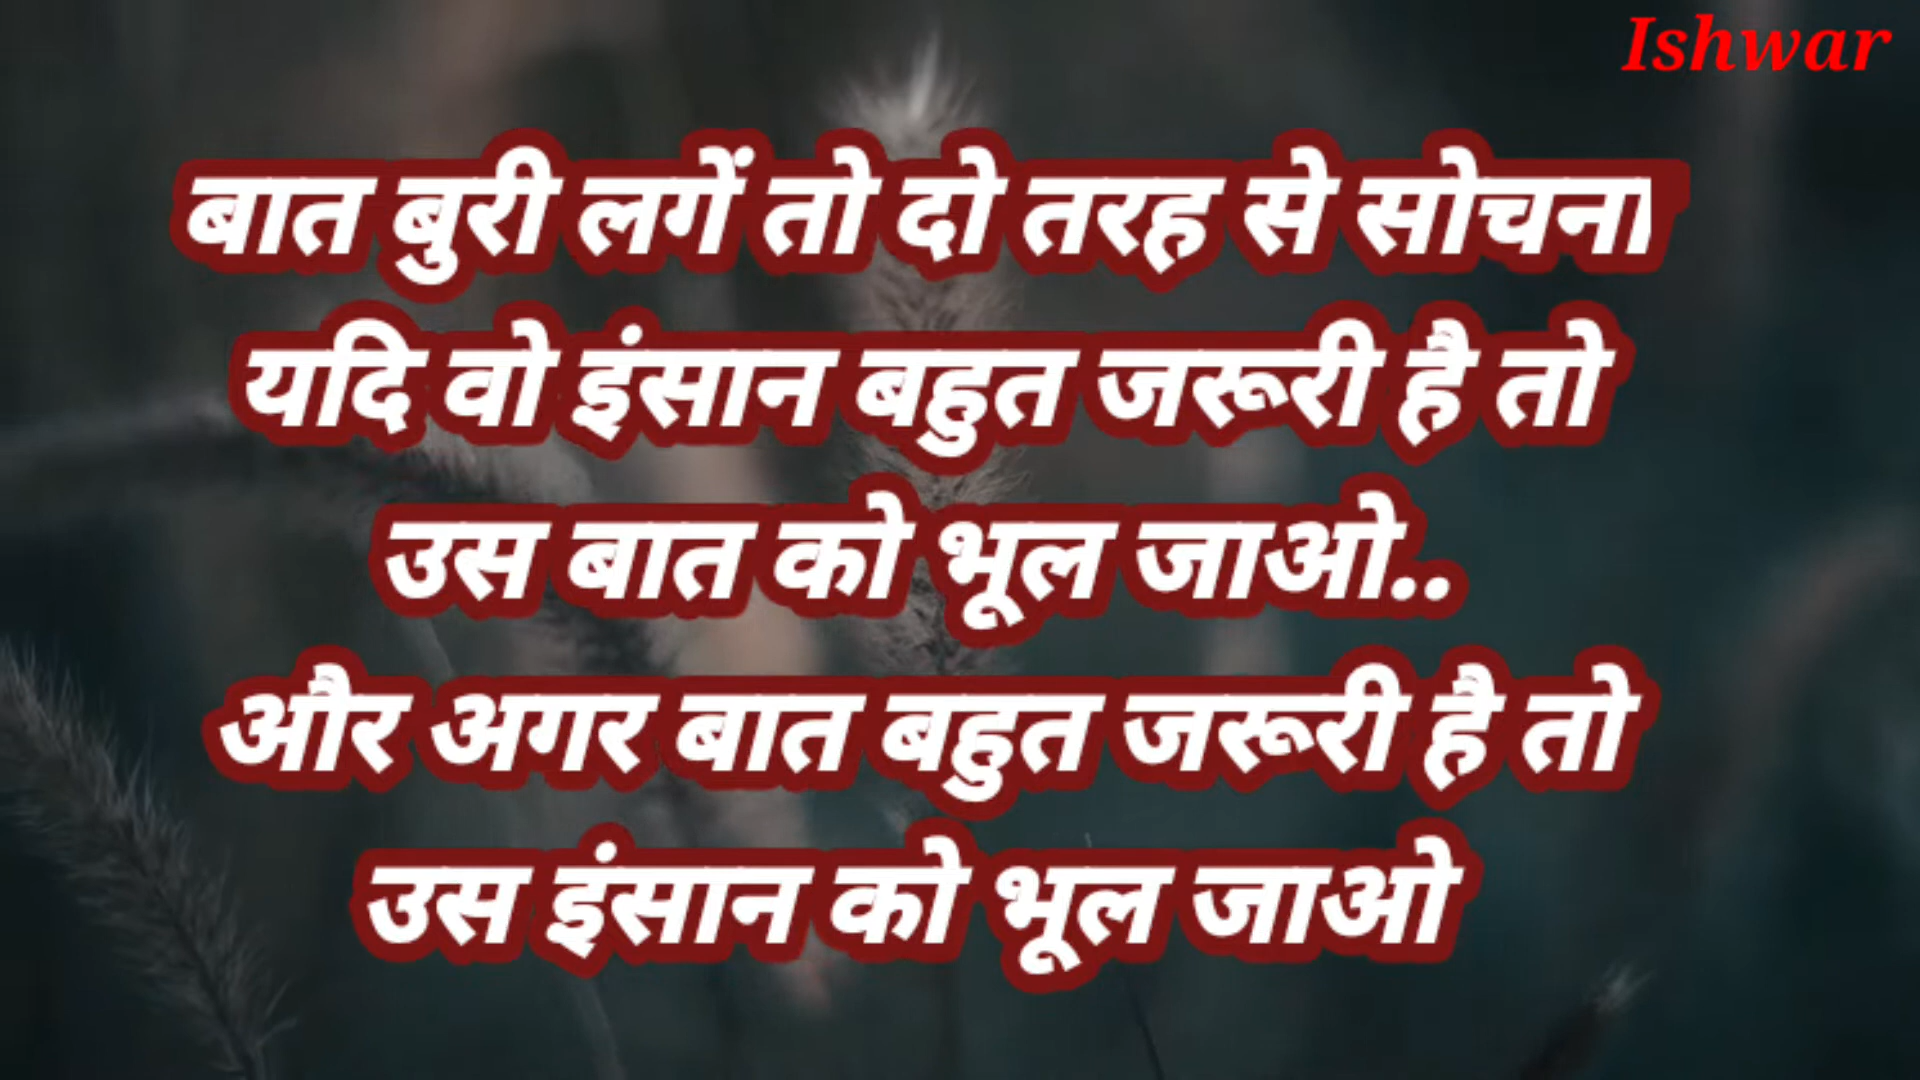 Ishwar
बात बुरी लगें तो दो तरह से सोचना
यदि वो इंसान बहुत जरूरी है तो
उस बात को भूल जाओ..
और अगर बात बहुत जरूरी है तो
उस इंसान को भूल जाओ